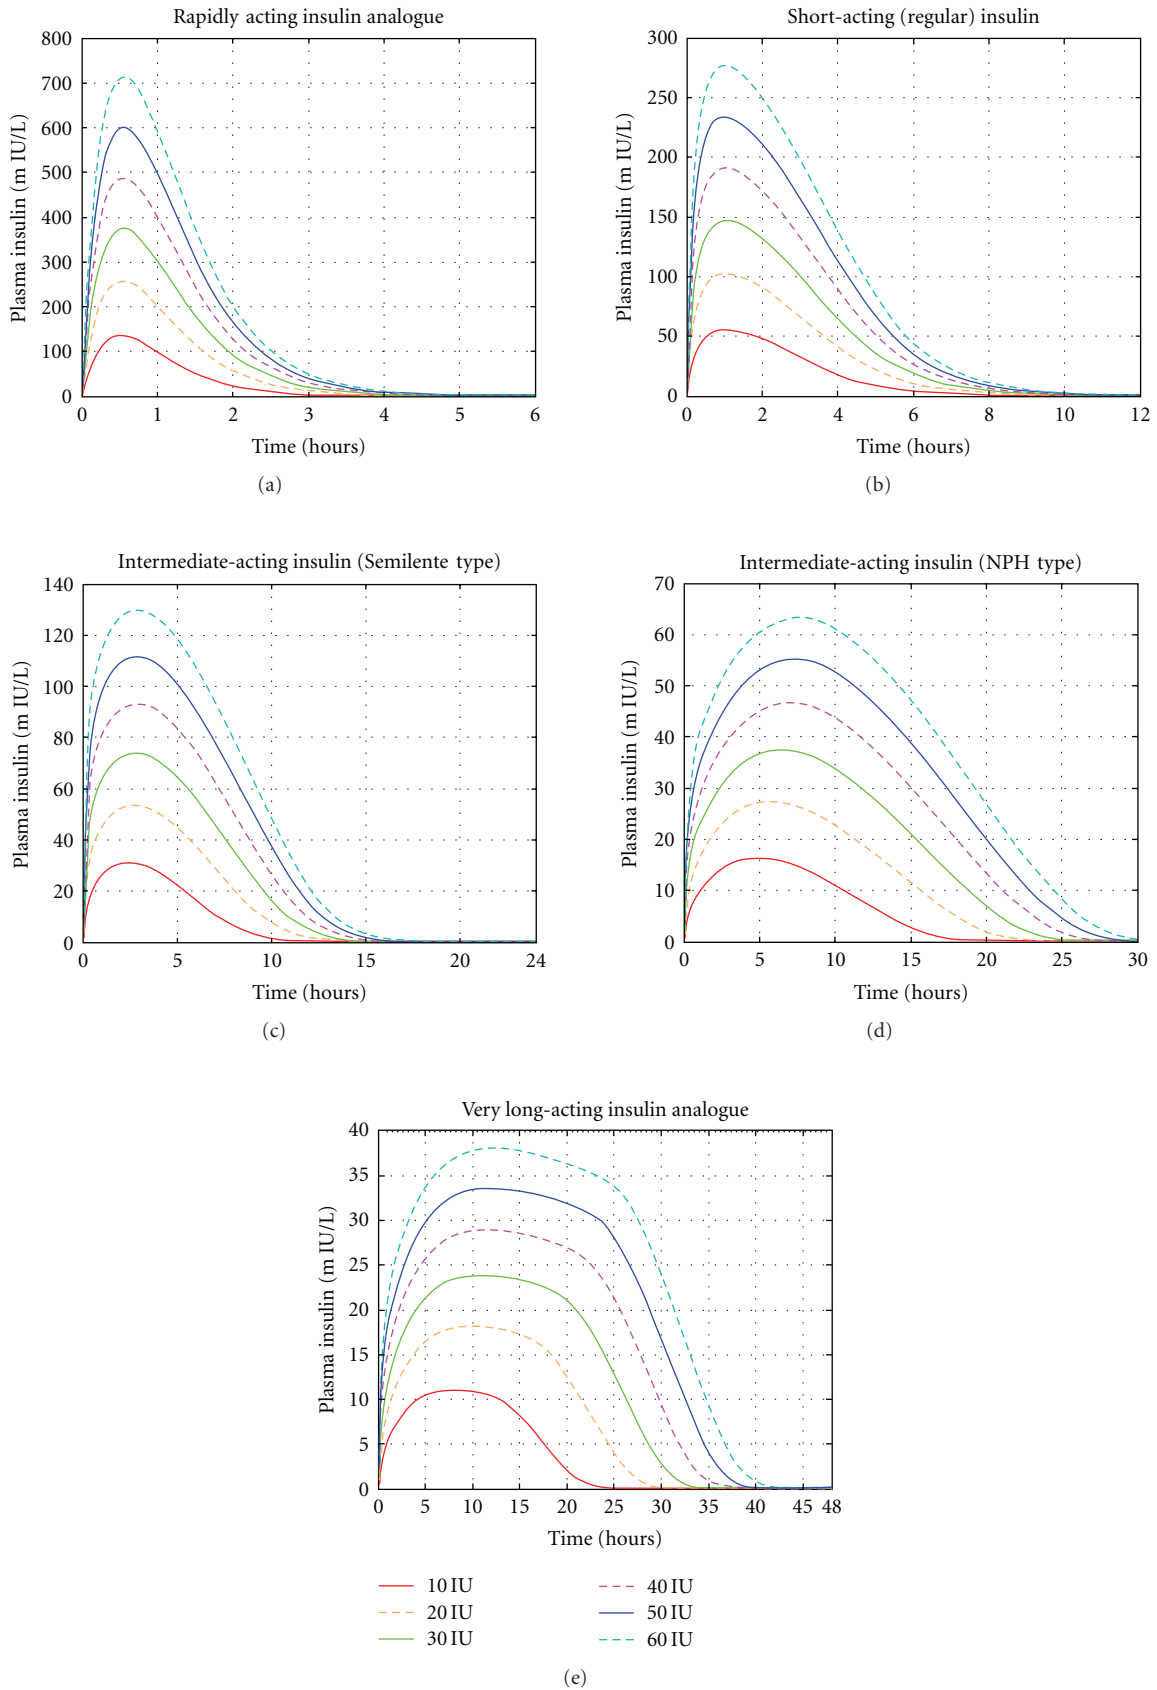 Rapidly acting insulin analogue
800
700
600
500
400
300
200
100
0
Plasma insulin (m IU/L)
0 1 2 3 4 5 6
Time (hours)
(a)
Short-acting (regular) insulin
300
250
200
150
100
50
0
Plasma insulin (m IU/L)
0 2 4 6 8 10 12
Time (hours)
(b)
Intermediate-acting insulin (Semilente type)
140
120
100
80
60
40
20
0
Plasma insulin (m IU/L)
0 5 10 15 20 24
Time (hours)
(c)
Intermediate-acting insulin (NPH type)
70
60
50
40
30
20
10
0
Plasma insulin (m IU/L)
0 5 10 15 20 25 30
Time (hours)
(d)
Very long-acting insulin analogue
40
35
30
25
20
15
10
5
0
Plasma insulin (m IU/L)
0 5 10 15 20 25 30 35 40 45 48
Time (hours)
10 IU
20 IU
30 IU
40 IU
50 IU
60 IU
(e)